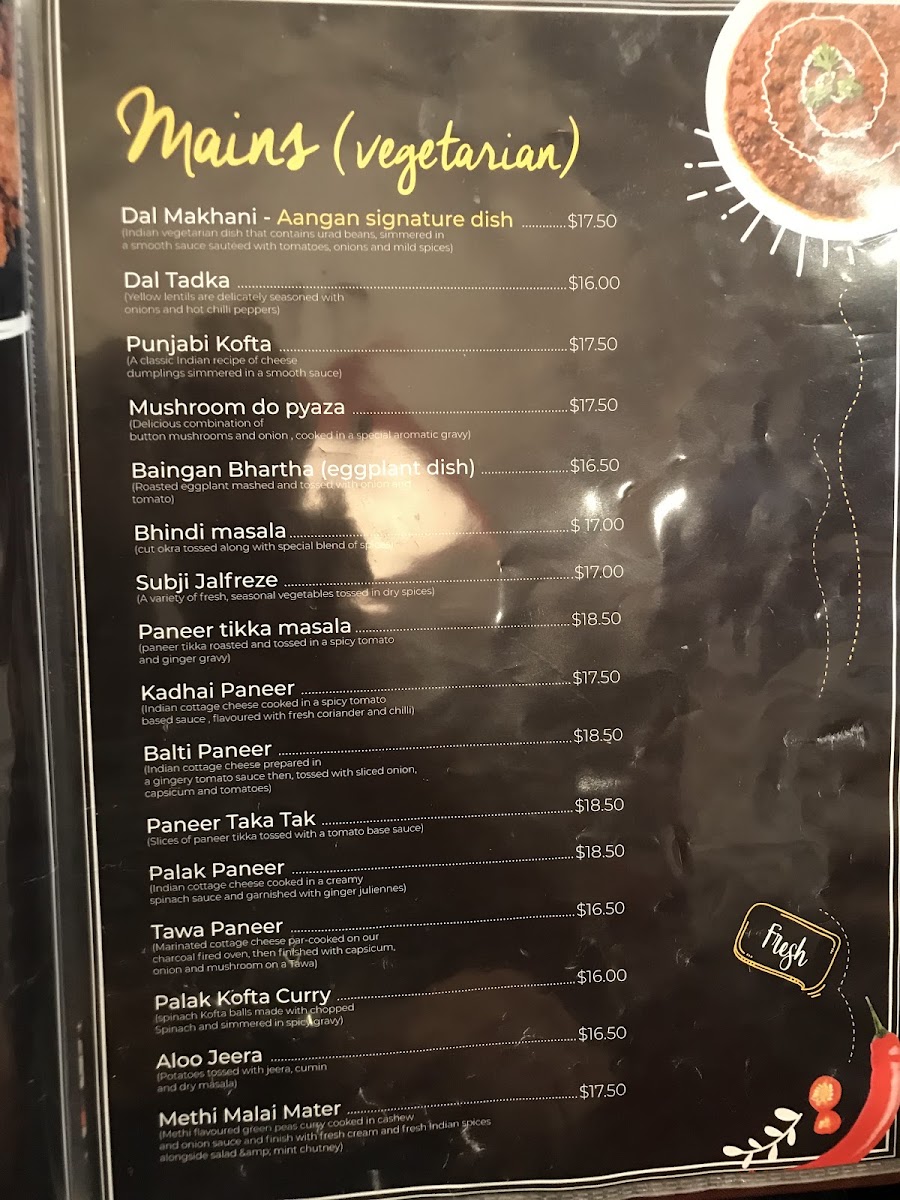 Mains (vegetarian)
Dal Makhani - Aangan signature dish ............$17.50
(Indian vegetarian dish that contains urad beans, simmered in
a smooth sauce sauteed with tomatoes, onions and mild spices)
Dal Tadka ............$16.00
(Yellow lentils are delicately seasoned with
onions and hot chilli peppers)
Punjabi Kofta ............$17.50
(A classic Indian recipe of cheese
dumplings simmered in a smooth sauce)
Mushroom do pyaza ............$17.50
(Delicious combination of
button mushrooms and onion , cooked in a special aromatic gravy)
Baingan Bhartha (eggplant dish) ............$16.50
(Roasted eggplant mashed and tossed with onion and
tomato)
Bhindi masala............$ 17.00
(cut okra tossed along with special blend of spices
Subji Jalfreze ............$17.00
(A variety of fresh, seasonal vegetables tossed in dry spices)
Paneer tikka masala............$18.50
(paneer tikka roasted and tossed in a spicy tomato
and ginger gravy)
Kadhai Paneer ............$17.50
(Indian cottage cheese cooked in a spicy tomato
based sauce , flavoured with fresh coriander and chilli)
Balti Paneer ............$18.50
(Indian cottage cheese prepared in
a gingery tomato sauce then, tossed with sliced onion,
capsicum and tomatoes)
Paneer Taka Tak ............$18.50
(Slices of paneer tikka tossed with a tomato base sauce)
Palak Paneer ............$18.50
(Indian cottage cheese cooked in a creamy
spinach sauce and garnished with ginger juliennes)
Tawa Paneer ............$16.50
(Marinated cottage cheese par-cooked on our
charcoal fired oven, then finished with capsicum,
onion and mushroom on a Tawa)
Fresh
Palak Kofta Curry ............$16.00
(spinach Kofta balls made with chopped
Spinach and simmered in spicy gravy)
Aloo Jeera ............$16.50
(Potatoes tossed with jeera, cumin
and dry masala)
Methi Malai Mater ............$17.50
(Methi flavoured green peas curry cooked in cashew
and onion sauce and finish with fresh cream and fresh Indian spices
alongside salad &amp; mint chutney)